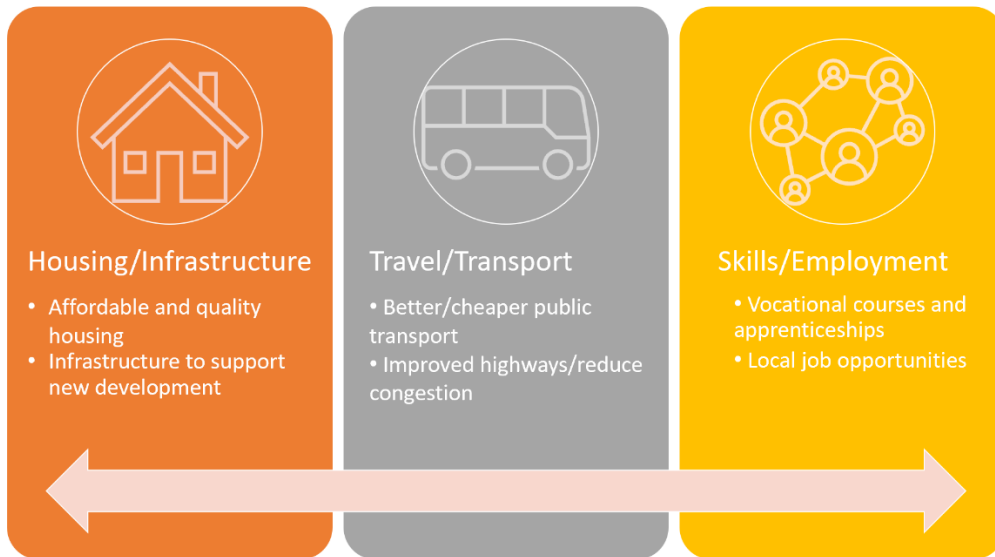 Housing/Infrastructure
• Affordable and quality
housing
• Infrastructure to support
new development
Travel/Transport
• Better/cheaper public
transport
• Improved highways/reduce
congestion
Skills/Employment
• Vocational courses and
apprenticeships
• Local job opportunities